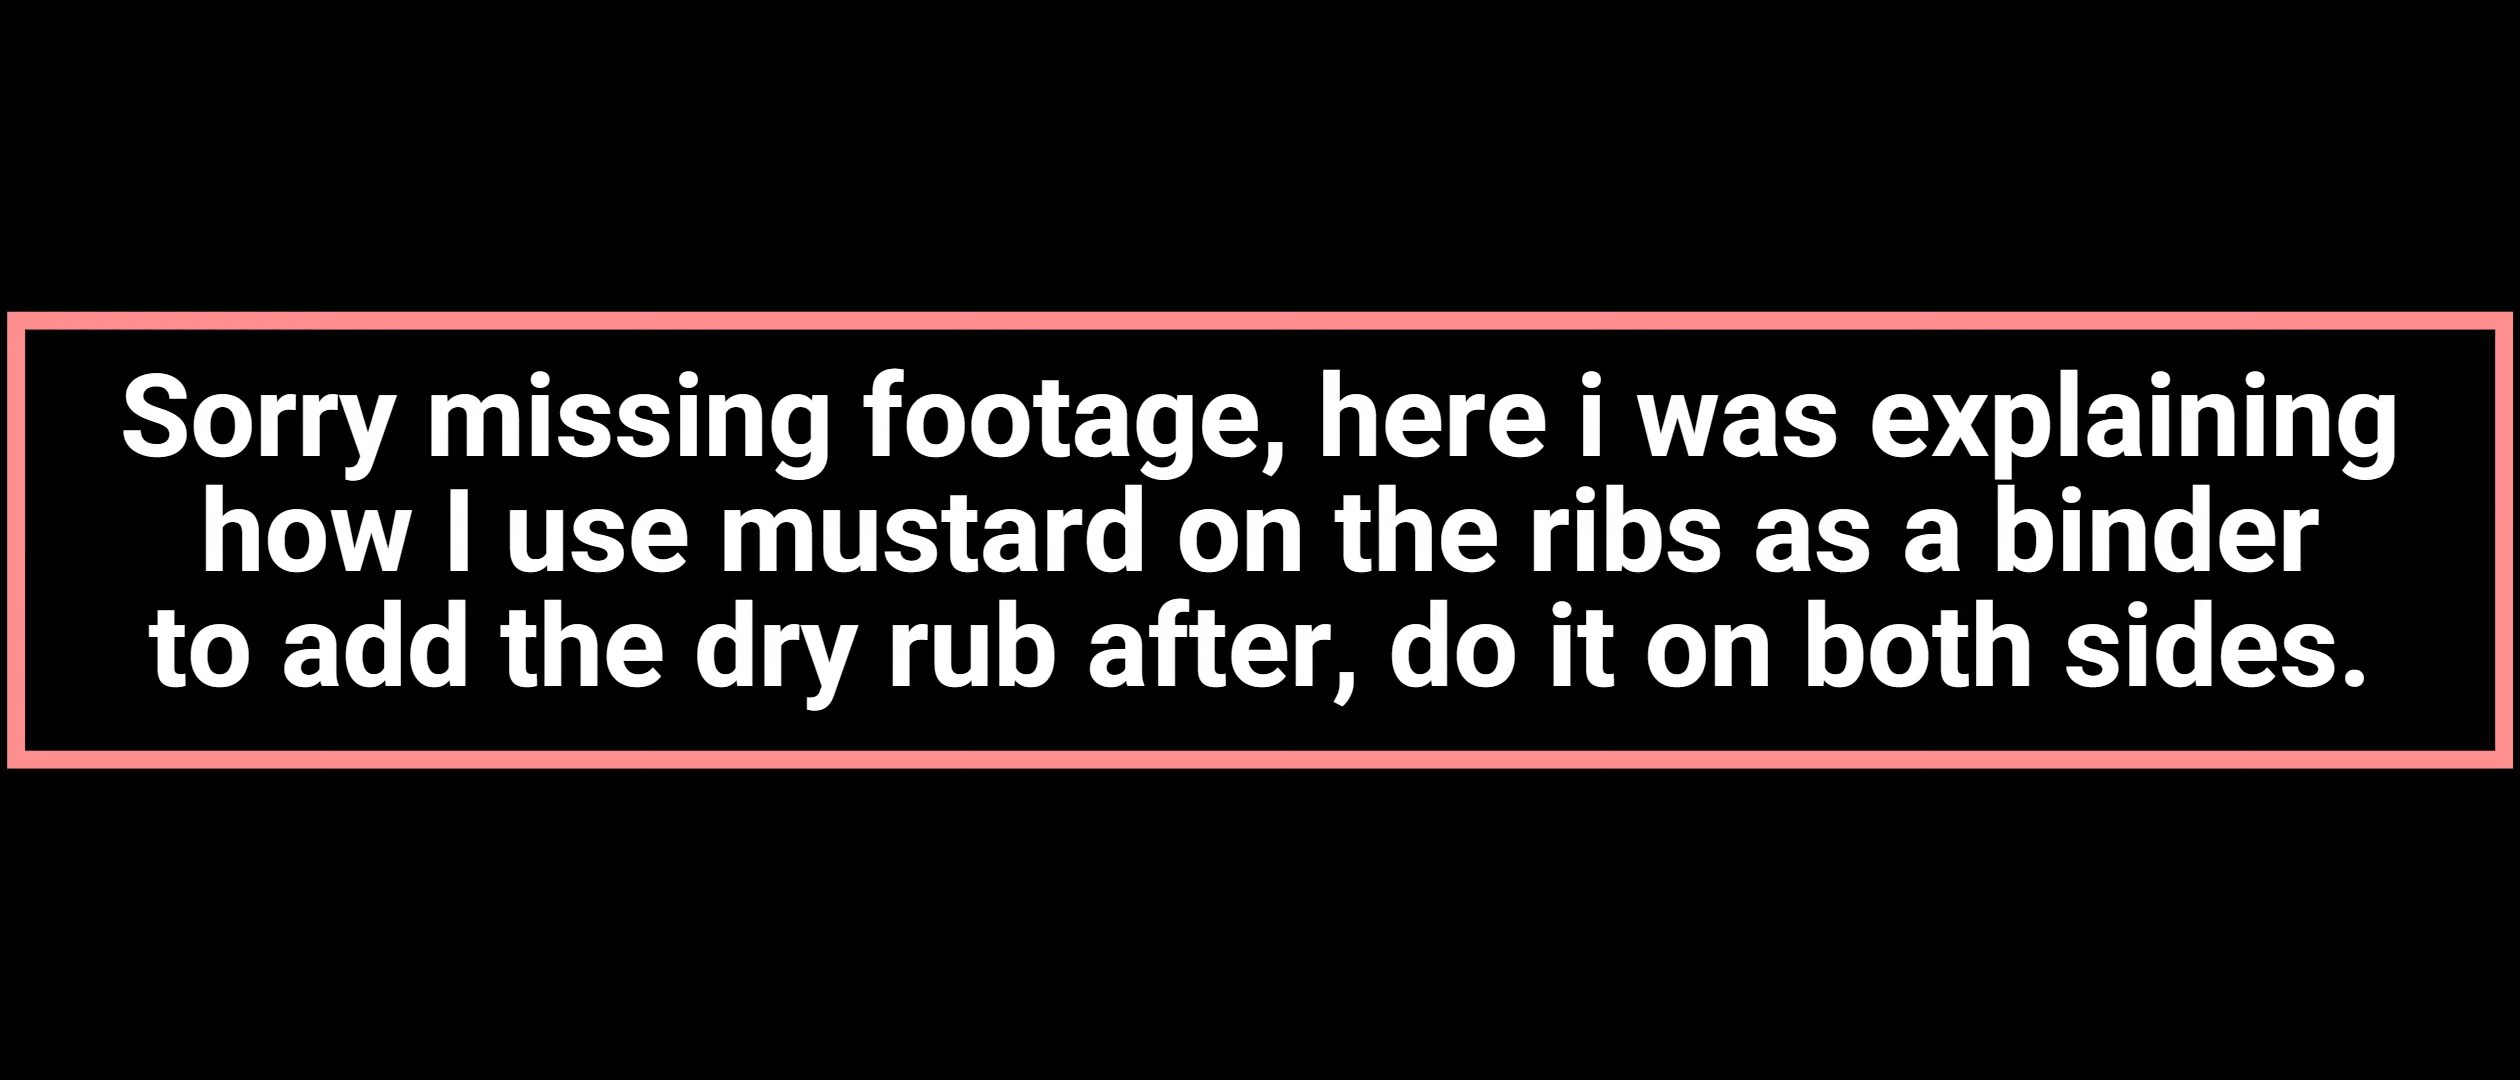 Sorry missing footage, here i was explaining
how I use mustard on the ribs as a binder
to add the dry rub after, do it on both sides.